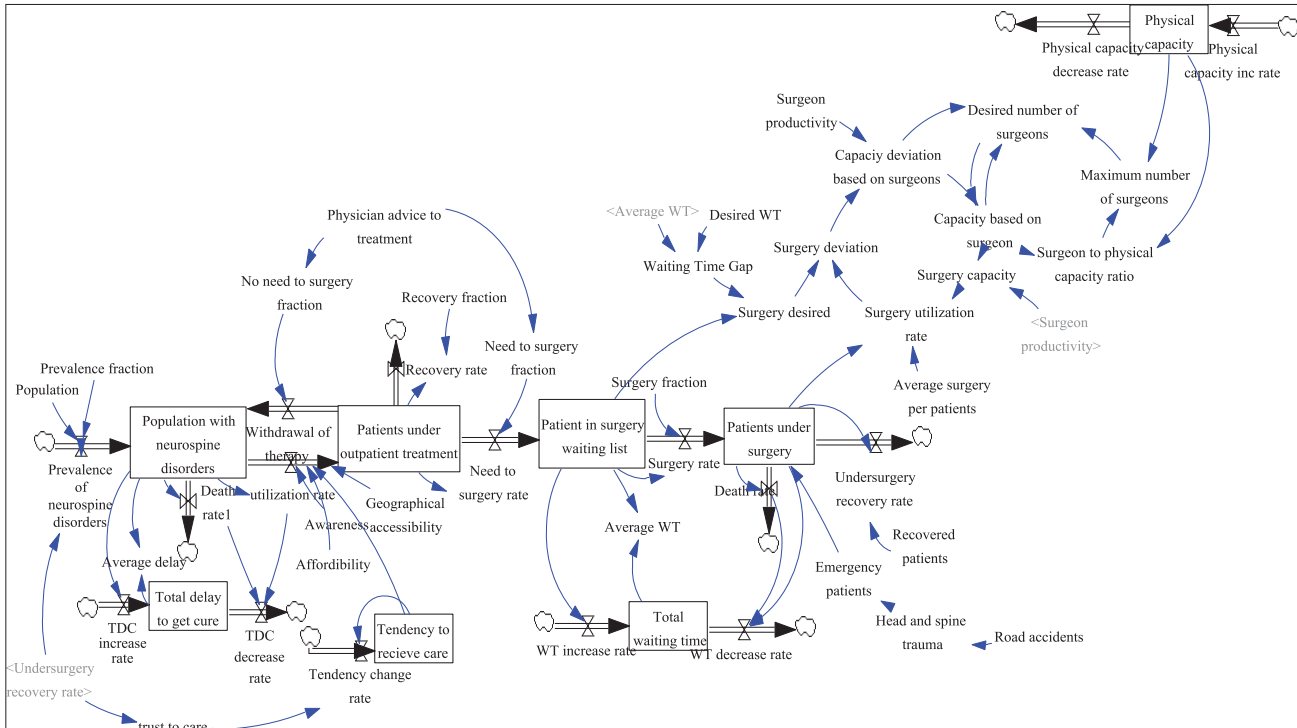 Physical
capacity
Physical capacity
decrease rate
Physical
capacity inc rate
Surgeon
productivity
Desired number of
surgeons
Capaciy deviation
based on surgeons
Maximum number
of surgeons
Physician advice to
treatment
<Average WT>
Desired WT
Capacity based on
surgeon
Surgery deviation
Surgeon to physical
capacity ratio
Waiting Time Gap
Surgery capacity
No need to surgery
fraction
Recovery fraction
Surgery desired
Surgery utilization
rate
<Surgeon
productivity>
Need to surgery
fraction
Prevalence fraction
Population
Recovery rate
Surgery fraction
Average surgery
per patients
Population with
neurospine
disorders
Withdrawal of
therapy
Patients under
outpatient treatment
Patient in surgery
waiting list
Patients under
surgery
Prevalence
of
neurospine
disorders
Need to
surgery rate
Surgery rate
Undersurgery
recovery rate
Death
rate1
utilization rate
Geographical
accessibility
Death rate
Awareness
Average WT
Recovered
patients
Average delay
Affordibility
Emergency
patients
Total delay
to get cure
Total
waiting time
Head and spine
trauma
Road accidents
TDC
increase
rate
TDC
decrease
rate
Tendency to
recieve care
WT increase rate
WT decrease rate
<Undersurgery
recovery rate>
Tendency change
rate
trust to care